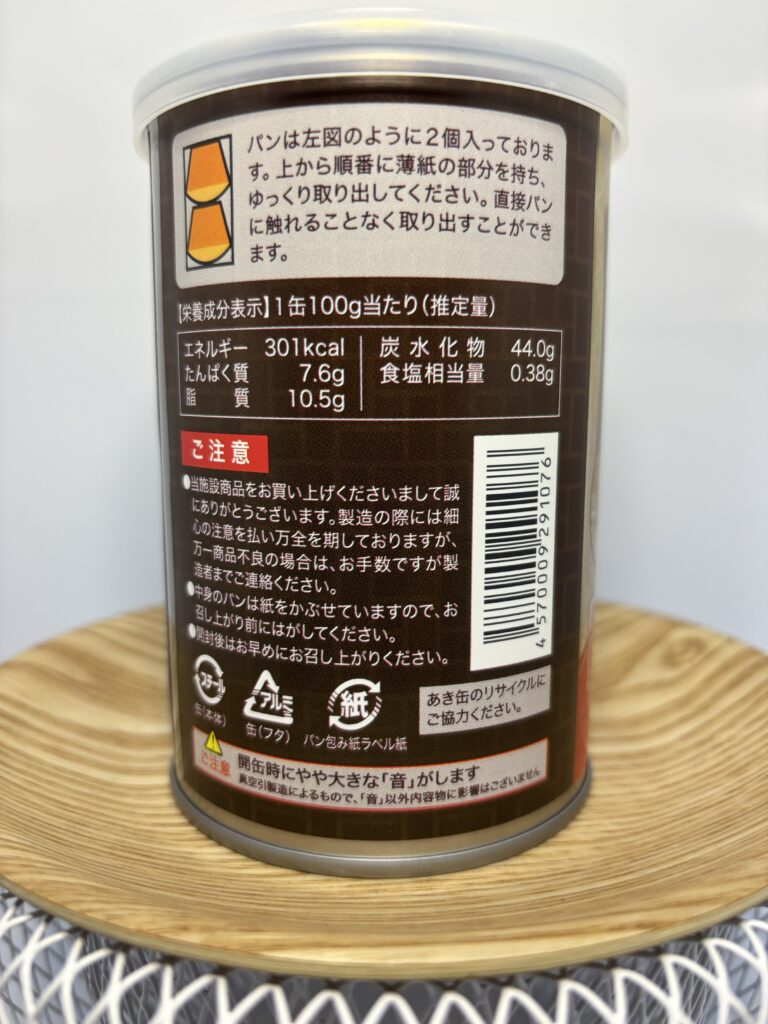 パンは左図のように2個入っておりま
す。上から順番に薄紙の部分を持ち、
ゆっくり取り出してください。直接パン
に触れることなく取り出すことができ
ます。
【栄養成分表示】1缶100g当たり(推定量)
エネルギー 301kcal
たんぱく質 7.6g
脂質 10.5g
炭水化物 44.0g
食塩相当量 0.38g
ご注意
●当施設商品をお買い上げくださいまして誠
にありがとうございます。製造の際には細
心の注意を払い万全を期しておりますが、
万一商品不良の場合は、お手数ですが製
造者までご連絡ください。
●中身のパンは紙をかぶせていますので、お
召し上がり前にはがしてください。
●開封後はお早めにお召し上がりください。
4570009291076
スチール
缶(本体)
アルミ
缶(フタ)
紙
パン包み紙ラベル紙
あき缶のリサイクルに
ご協力ください。
ご注意
開缶時にやや大きな「音」がします
真空引製造によるもので、「音」以外内容物に影響はございません